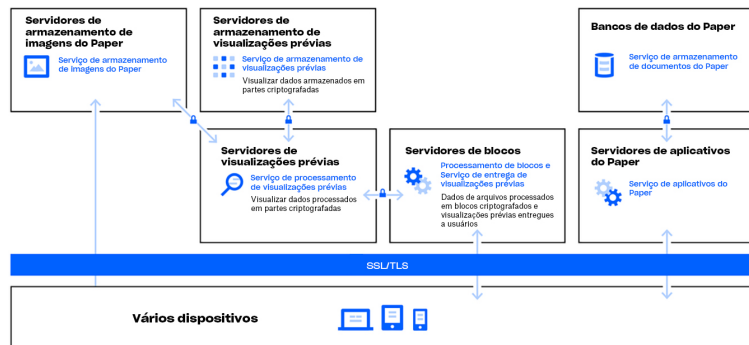 Servidores de
armazenamento de
imagens do Paper
Serviço de armazenamento
de imagens do Paper
Servidores de
armazenamento de
visualizações prévias
Serviço de armazenamento de
visualizações prévias
Visualizar dados armazenados em
partes criptografadas
Bancos de dados do Paper
Serviço de armazenamento
de documentos do Paper
Servidores de
visualizações prévias
Serviço de processamento
de visualizações prévias
Visualizar dados processados
em partes criptografadas
Servidores de blocos
Processamento de blocos e
Serviço de entrega de
visualizações prévias
Dados de arquivos processados
em blocos criptografados e
visualizações prévias entregues
a usuários
Servidores de aplicativos
do Paper
Serviço de aplicativos do
Paper
SSL/TLS
Vários dispositivos